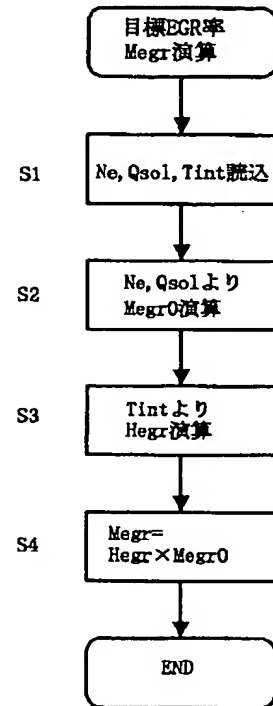 目標EGR率
Megr演算
S1
Ne,Qsol,Tint読込
S2
Ne,Qsolより
Megr0演算
S3
Tintより
Hegr演算
S4
Megr=
Hegr×Megr0
END